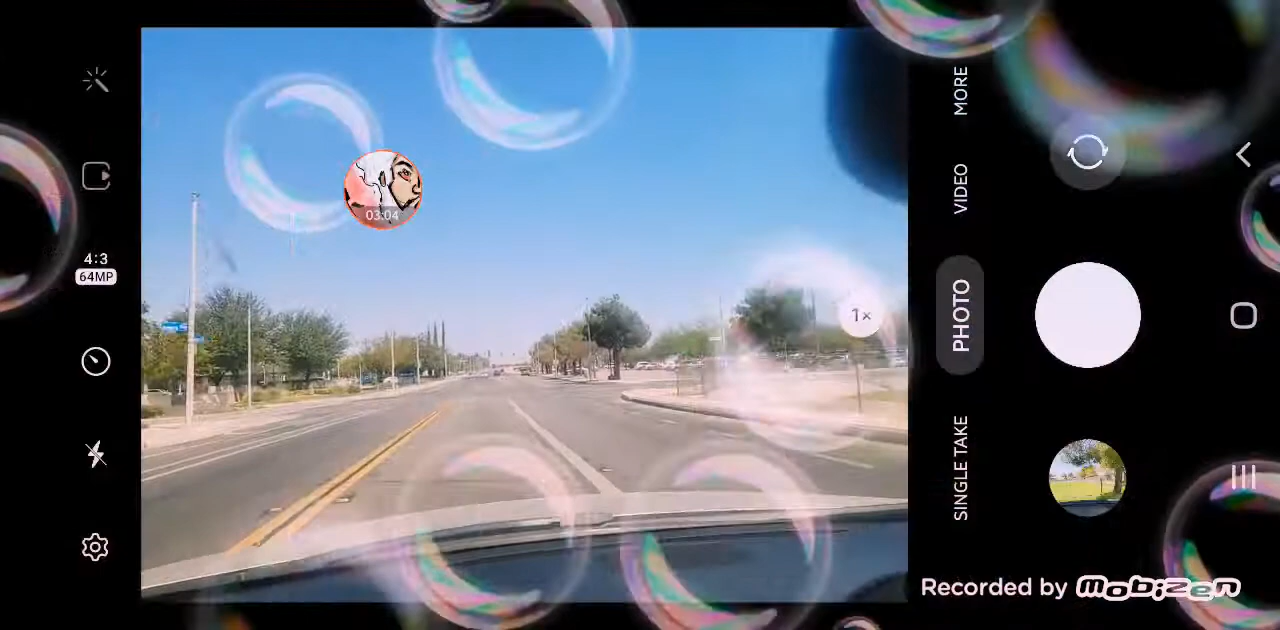 4:3
64MP
03:04
1×
MORE
VIDEO
PHOTO
SINGLE TAKE
Recorded by Mobizen